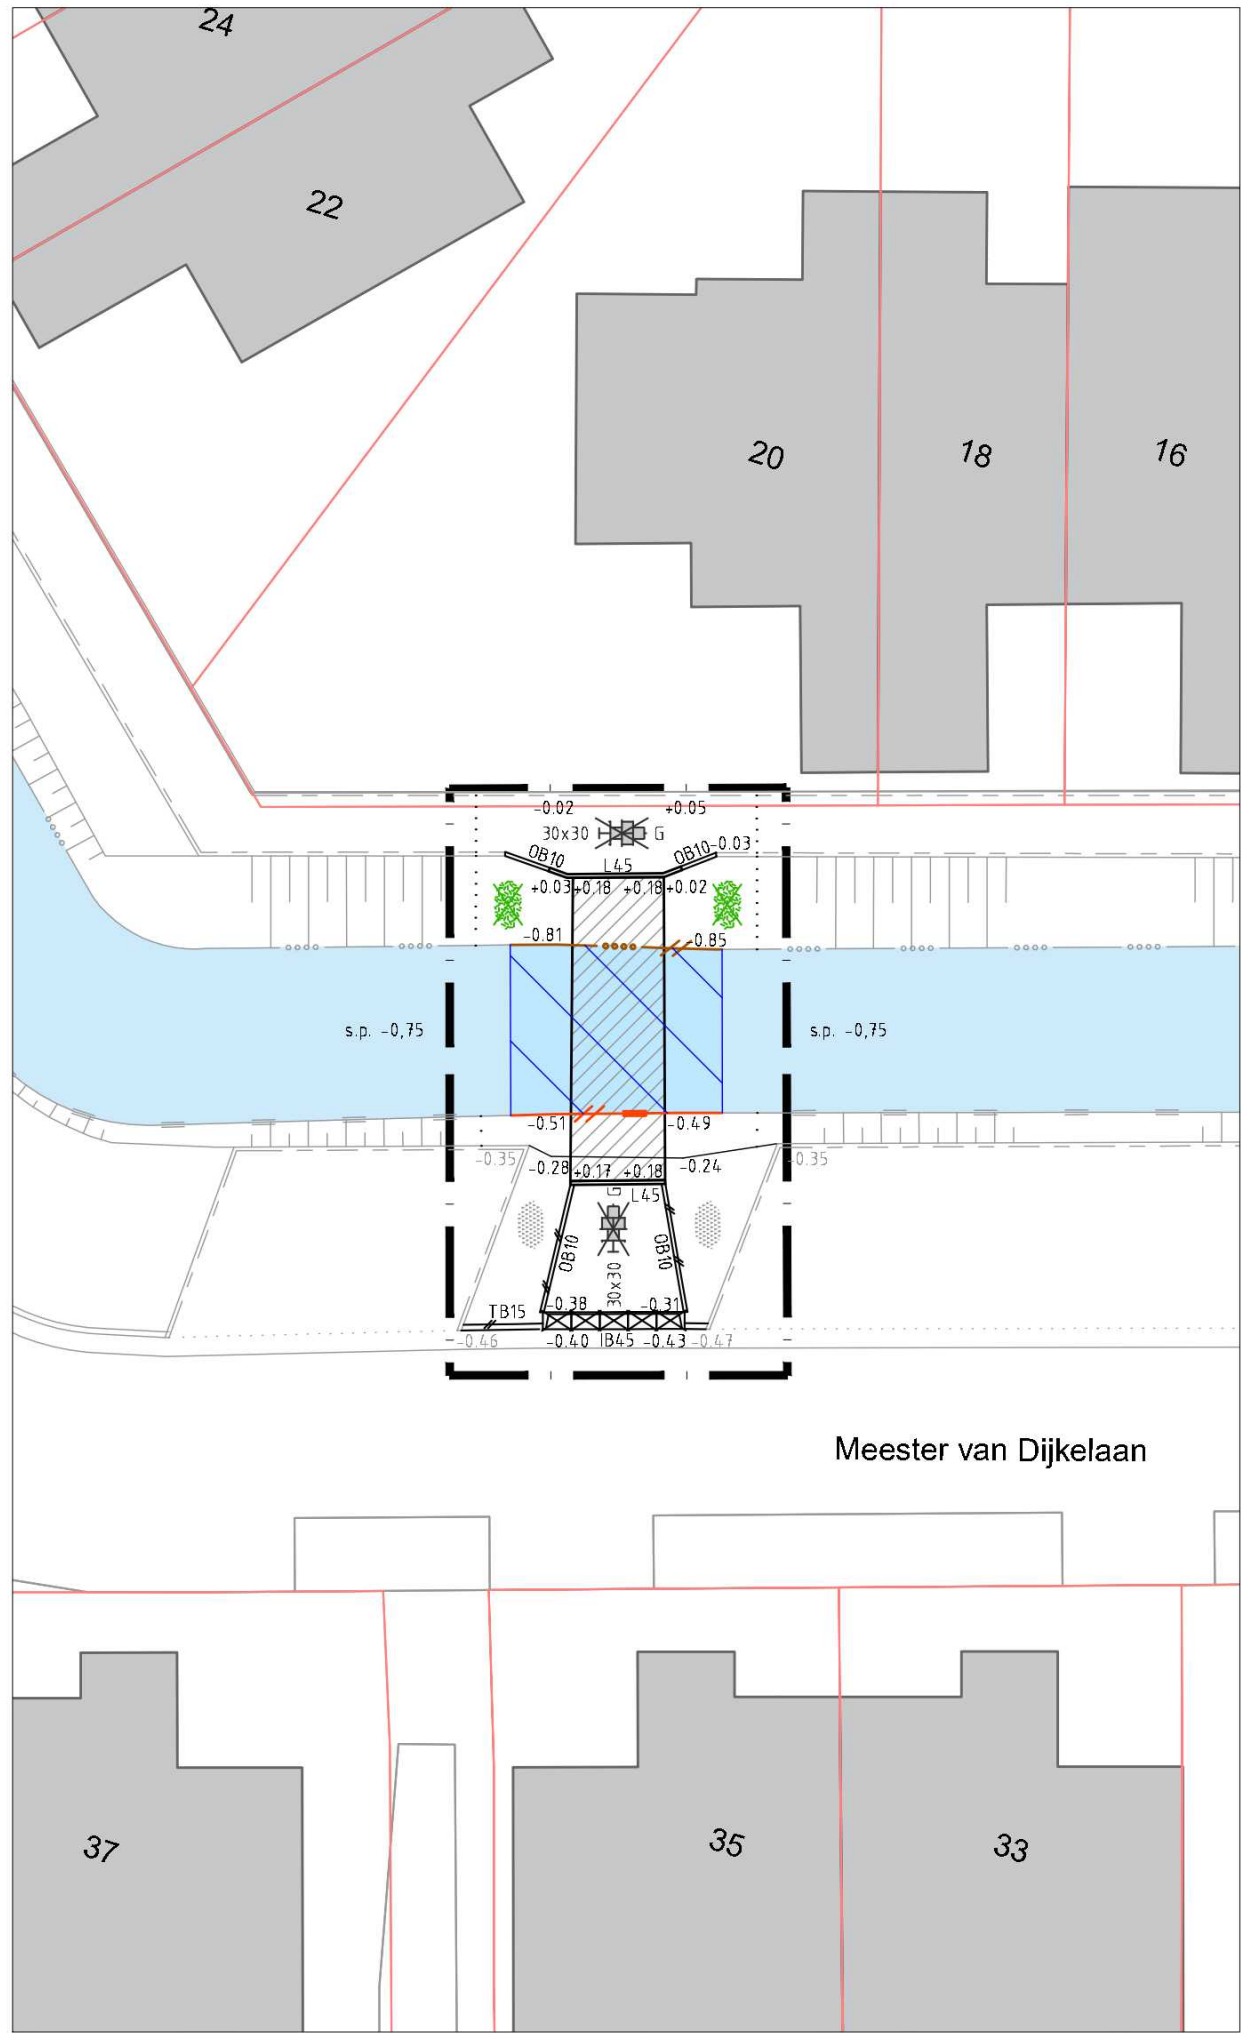 24
22
20
18
16
-0.02
+0.05
30x30
G
OB10
L45
OB10
-0.03
+0.03
+0.18
+0.18
+0.02
-0.81
-0.85
s.p. -0,75
s.p. -0,75
-0.51
-0.49
-0.35
-0.28
+0.17
+0.18
-0.24
-0.35
G
L45
OB10
OB10
30x30
-0.38
-0.31
TB15
-0.46
-0.40
IB45
-0.43
-0.47
Meester van Dijkelaan
37
35
33